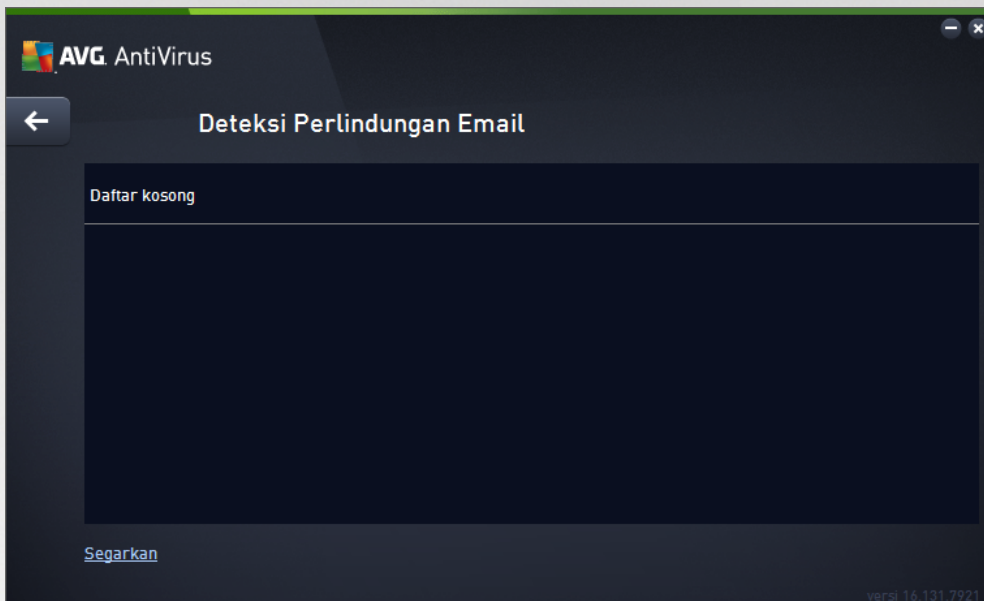 AVG. AntiVirus
Deteksi Perlindungan Email
Daftar kosong
Segarkan
versi 16.131.7921